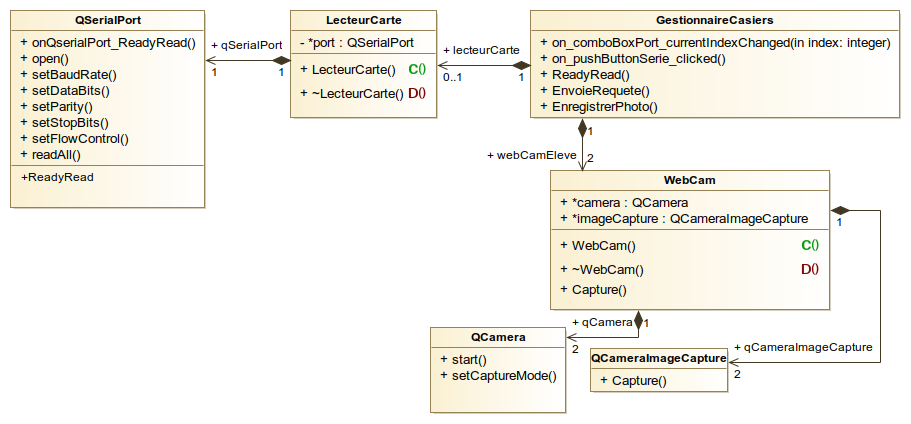 QSerialPort
+ onQserialPort_ReadyRead()
+ open()
+ setBaudRate()
+ setDataBits()
+ setParity()
+ setStopBits()
+ setFlowControl()
+ readAll()
+ReadyRead
+ qSerialPort
1
1
LecteurCarte
- *port : QSerialPort
+ LecteurCarte() C()
+ ~LecteurCarte() D()
+ lecteurCarte
0..1
1
GestionnaireCasiers
+ on_comboBoxPort_currentIndexChanged(in index: integer)
+ on_pushButtonSerie_clicked()
+ ReadyRead()
+ EnvoieRequete()
+ EnregistrerPhoto()
1
+ webCamEleve
2
WebCam
+ *camera : QCamera
+ *imageCapture : QCameraImageCapture
+ WebCam() C()
+ ~WebCam() D()
+ Capture()
1
+ qCamera
1
2
QCamera
+ start()
+ setCaptureMode()
+ qCameraImageCapture
2
QCameraImageCapture
+ Capture()